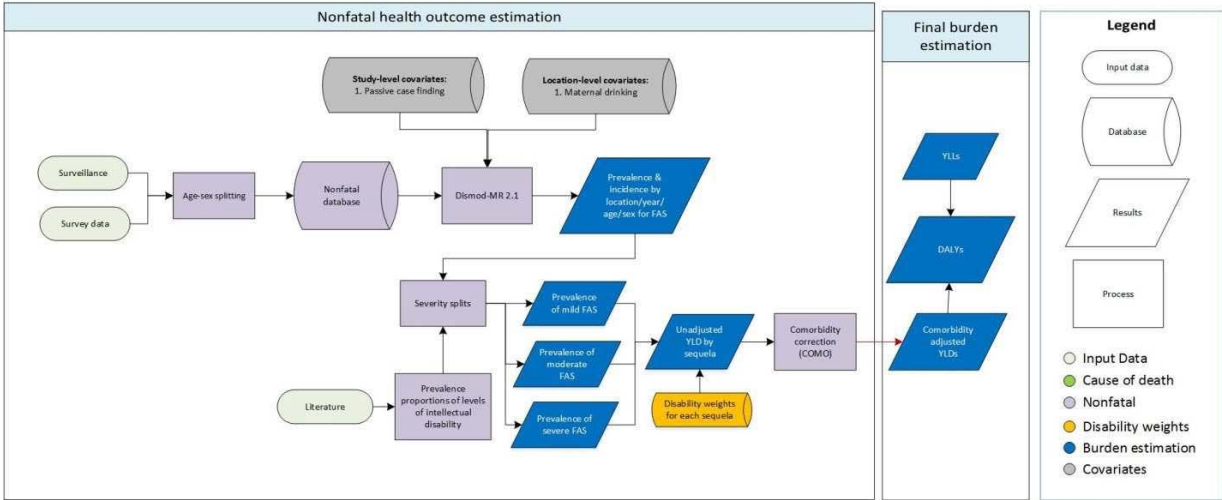 Nonfatal health outcome estimation
Final burden
estimation
Legend
Study-level covariates:
1. Passive case finding
Location-level covariates:
1. Maternal drinking
Surveillance
Survey data
Age-sex splitting
Nonfatal
database
Dismod-MR 2.1
Prevalence &
incidence by
location/year/
age/sex for FAS
Severity splits
Prevalence
of mild FAS
Prevalence of
moderate
FAS
Prevalence of
severe FAS
Literature
Prevalence
proportions of levels
of intellectual
disability
Unadjusted
YLD by
sequela
Disability weights
for each sequela
Comorbidity
correction
(COMO)
YLLs
DALYs
Comorbidity
adjusted
YLDs
Input data
Database
Results
Process
Input Data
Cause of death
Nonfatal
Disability weights
Burden estimation
Covariates